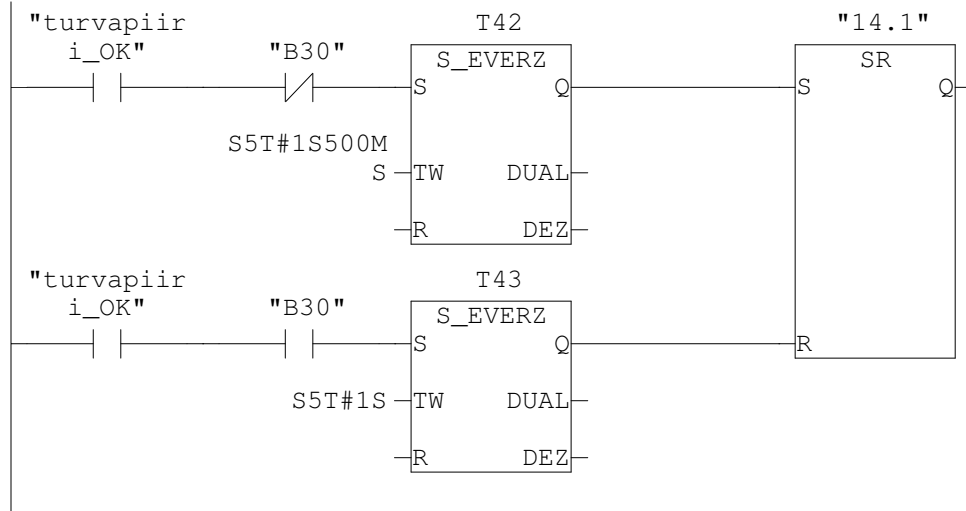 "turvapiir
i_OK"
"B30"
T42
S_EVERZ
S Q
S5T#1S500M
S TW DUAL
R DEZ
"14.1"
SR
S Q
R
"turvapiir
i_OK"
"B30"
T43
S_EVERZ
S Q
S5T#1S TW DUAL
R DEZ